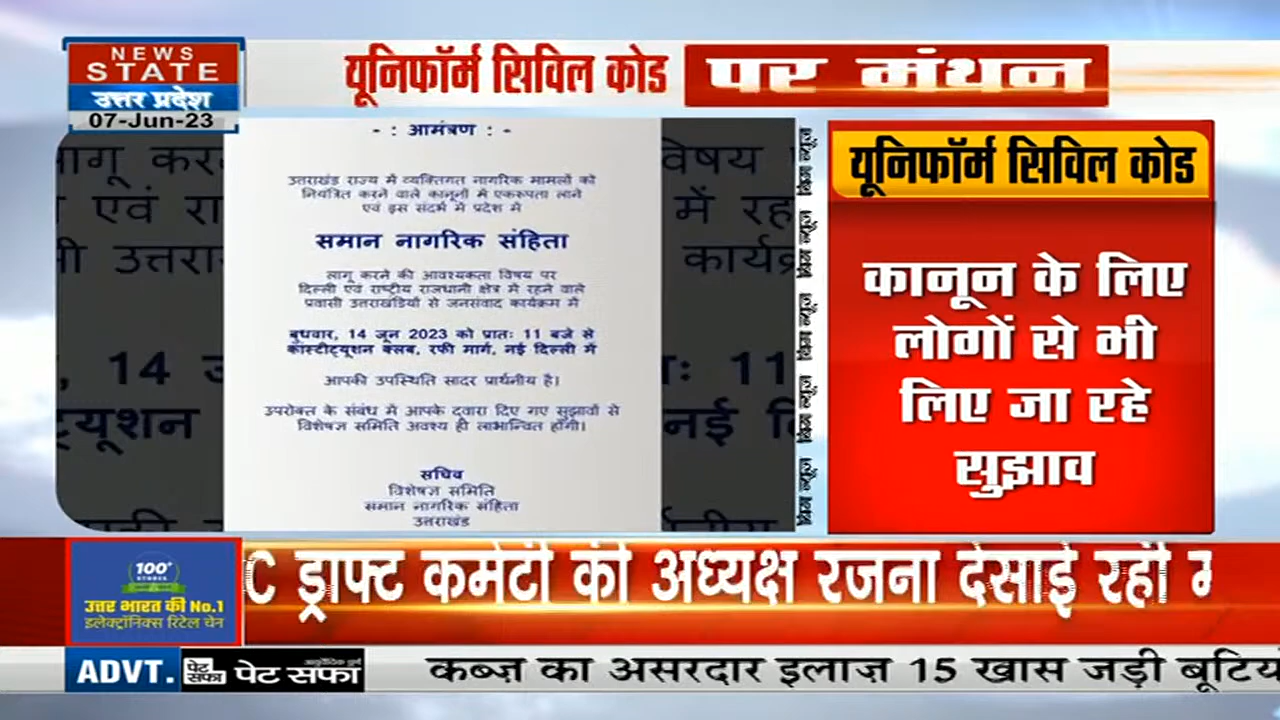 NEWS
STATE
उत्तर प्रदेश
07-Jun-23
यूनिफॉर्म सिविल कोड पर मंथन
- : आमंत्रण : -
उत्तराखंड राज्य में व्यक्तिगत नागरिक मामलों को
नियंत्रित करने वाले कानूनों में एकरुपता लाने
एवं इस संदर्भ में प्रदेश में
समान नागरिक संहिता
लागू करने की आवश्यकता विषय पर
दिल्ली एवं राष्ट्रीय राजधानी क्षेत्र में रहने वाले
प्रवासी उत्तराखंडियों से जनसंवाद कार्यक्रम में
बुधवार, 14 जून 2023 को प्रातः 11 बजे से
कांस्टीट्यूशन क्लब, रफी मार्ग, नई दिल्ली में
आपकी उपस्थिति सादर प्रार्थनीय है।
उपरोक्त के संबंध में आपके द्वारा दिए गए सुझावों से
विशेषज्ञ समिति अवश्य ही लाभान्वित होगी।
सचिव
विशेषज्ञ समिति
समान नागरिक संहिता
उत्तराखंड
यूनिफॉर्म सिविल कोड
कानून के लिए
लोगों से भी
लिए जा रहे
सुझाव
C ड्राफ्ट कमेटी की अध्यक्ष रंजना देसाई रहीं
100+
STORES
उत्तर भारत की No.1
इलेक्ट्रॉनिक्स रिटेल चेन
ADVT. पेट सफा पेट सफा कब्ज़ का असरदार इलाज़ 15 खास जड़ी बूटियो